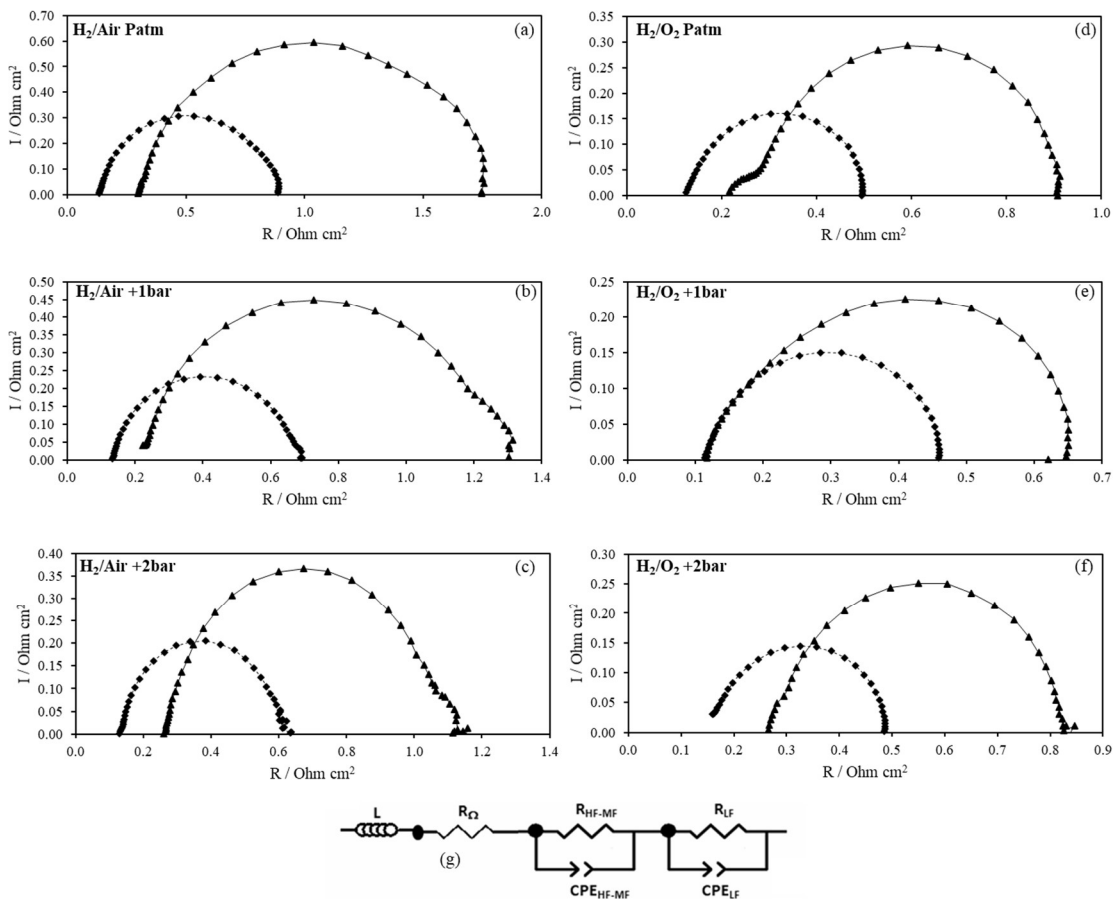 H2/Air Patm
(a)
I / Ohm cm2
0.70
0.60
0.50
0.40
0.30
0.20
0.10
0.00
0.0 0.5 1.0 1.5 2.0
R / Ohm cm2
H2/O2 Patm
(d)
I / Ohm cm2
0.35
0.30
0.25
0.20
0.15
0.10
0.05
0.00
0.0 0.2 0.4 0.6 0.8 1.0
R / Ohm cm2
H2/Air +1bar
(b)
I / Ohm cm2
0.50
0.45
0.40
0.35
0.30
0.25
0.20
0.15
0.10
0.05
0.00
0.0 0.2 0.4 0.6 0.8 1.0 1.2 1.4
R / Ohm cm2
H2/O2 +1bar
(e)
I / Ohm cm2
0.25
0.20
0.15
0.10
0.05
0.00
0.0 0.1 0.2 0.3 0.4 0.5 0.6 0.7
R / Ohm cm2
H2/Air +2bar
(c)
I / Ohm cm2
0.40
0.35
0.30
0.25
0.20
0.15
0.10
0.05
0.00
0.0 0.2 0.4 0.6 0.8 1.0 1.2 1.4
R / Ohm cm2
H2/O2 +2bar
(f)
I / Ohm cm2
0.30
0.25
0.20
0.15
0.10
0.05
0.00
0.0 0.1 0.2 0.3 0.4 0.5 0.6 0.7 0.8 0.9
R / Ohm cm2
L RΩ RHF-MF RLF
(g)
CPEHF-MF CPELF